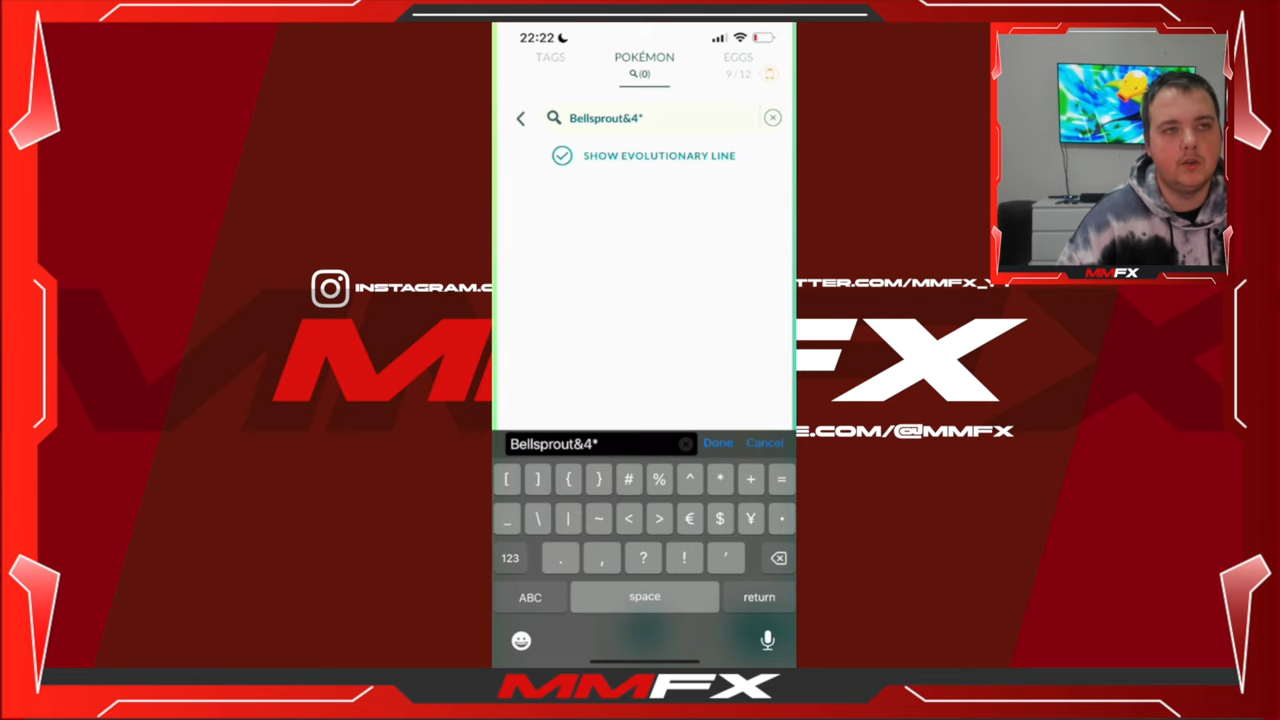 22:22
TAGS
POKÉMON
EGGS
(0)
9 / 12
Bellsprout&4*
SHOW EVOLUTIONARY LINE
INSTAGRAM.C
TTER.COM/MMFX_
MMFX
FX
E.COM/@MMFX
Bellsprout&4*
Done
Cancel
[ ] { } # % ^ * + =
_ \ | ~ < > € $ ¥ •
123 . , ? ! ’
ABC
space
return
MMFX